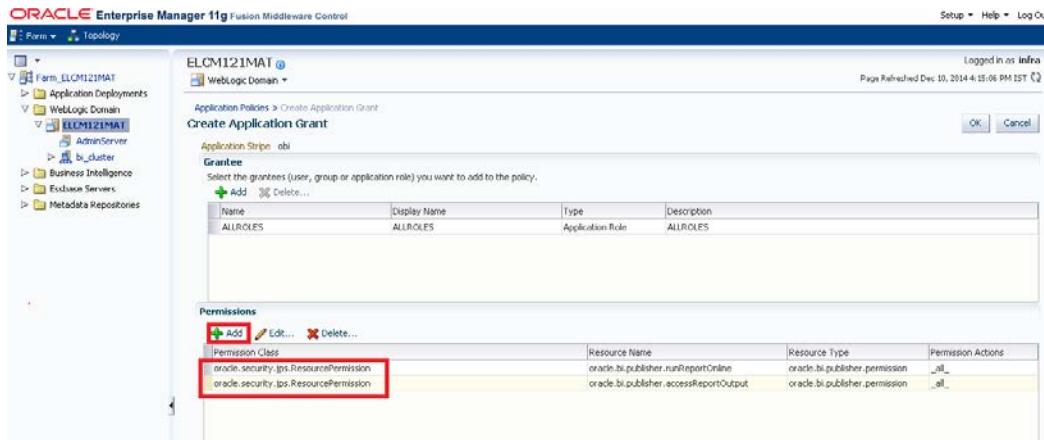 ORACLE Enterprise Manager 11g Fusion Middleware Control
Setup Help Log Ou
Farm Topology
Farm_ELCM121MAT
Application Deployments
WebLogic Domain
ELCM121MAT
AdminServer
bi_cluster
Business Intelligence
Essbase Servers
Metadata Repositories
ELCM121MAT
Logged in as infra
WebLogic Domain
Page Refreshed Dec 10, 2014 4:15:06 PM IST
Application Policies > Create Application Grant
Create Application Grant
OK Cancel
Application Stripe obi
Grantee
Select the grantees (user, group or application role) you want to add to the policy.
Add Delete...
Name Display Name Type Description
ALLROLES ALLROLES Application Role ALLROLES
Permissions
Add Edit... Delete...
Permission Class Resource Name Resource Type Permission Actions
oracle.security.jps.ResourcePermission oracle.bi.publisher.runReportOnline oracle.bi.publisher.permission _all_
oracle.security.jps.ResourcePermission oracle.bi.publisher.accessReportOutput oracle.bi.publisher.permission _all_